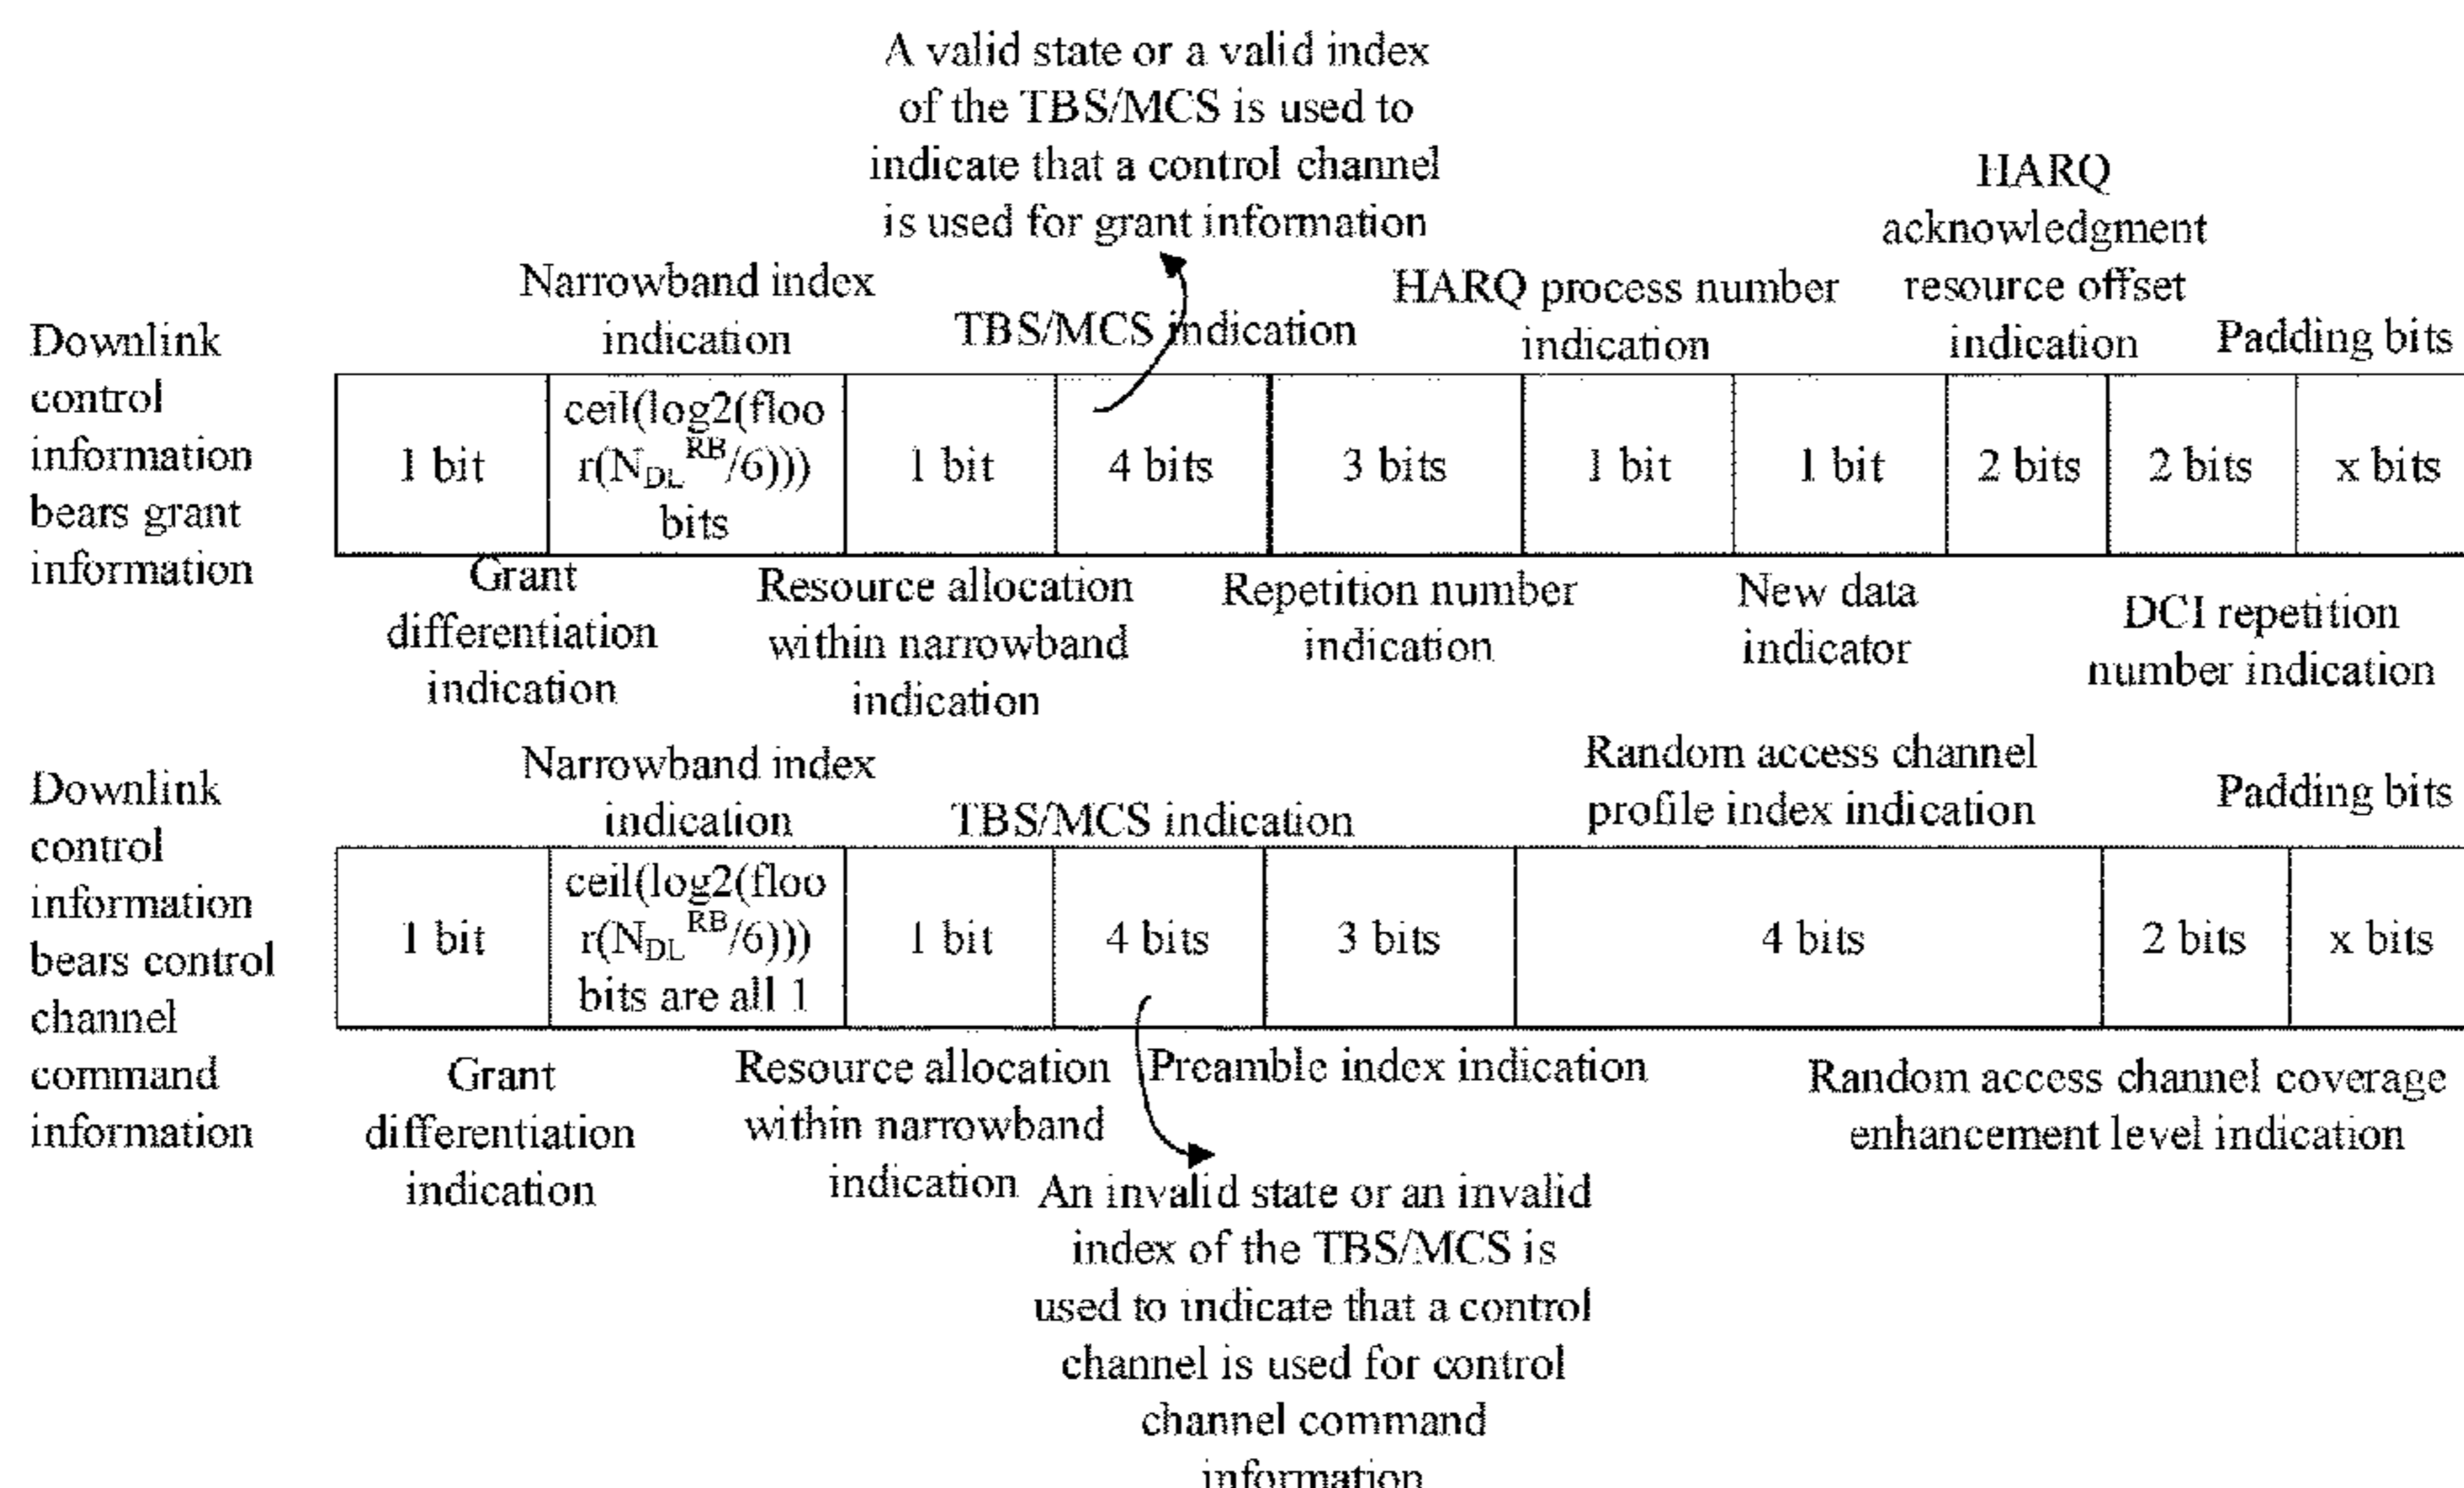 A valid state or a valid index
of the TBS/MCS is used to
indicate that a control channel
is used for grant information
HARQ
acknowledgment
resource offset
indication
Narrowband index
indication
TBS/MCS indication
HARQ process number
indication
Padding bits
Downlink
control
information
bears grant
information
1 bit
ceil(log2(floo
r(N_DL^RB/6)))
bits
1 bit
4 bits
3 bits
1 bit
1 bit
2 bits
2 bits
x bits
Grant
differentiation
indication
Resource allocation
within narrowband
indication
Repetition number
indication
New data
indicator
DCI repetition
number indication
Narrowband index
indication
TBS/MCS indication
Random access channel
profile index indication
Padding bits
Downlink
control
information
bears control
channel
command
information
1 bit
ceil(log2(floo
r(N_DL^RB/6)))
bits are all 1
1 bit
4 bits
3 bits
4 bits
2 bits
x bits
Grant
differentiation
indication
Resource allocation
within narrowband
indication
Preamble index indication
Random access channel coverage
enhancement level indication
An invalid state or an invalid
index of the TBS/MCS is
used to indicate that a control
channel is used for control
channel command
information